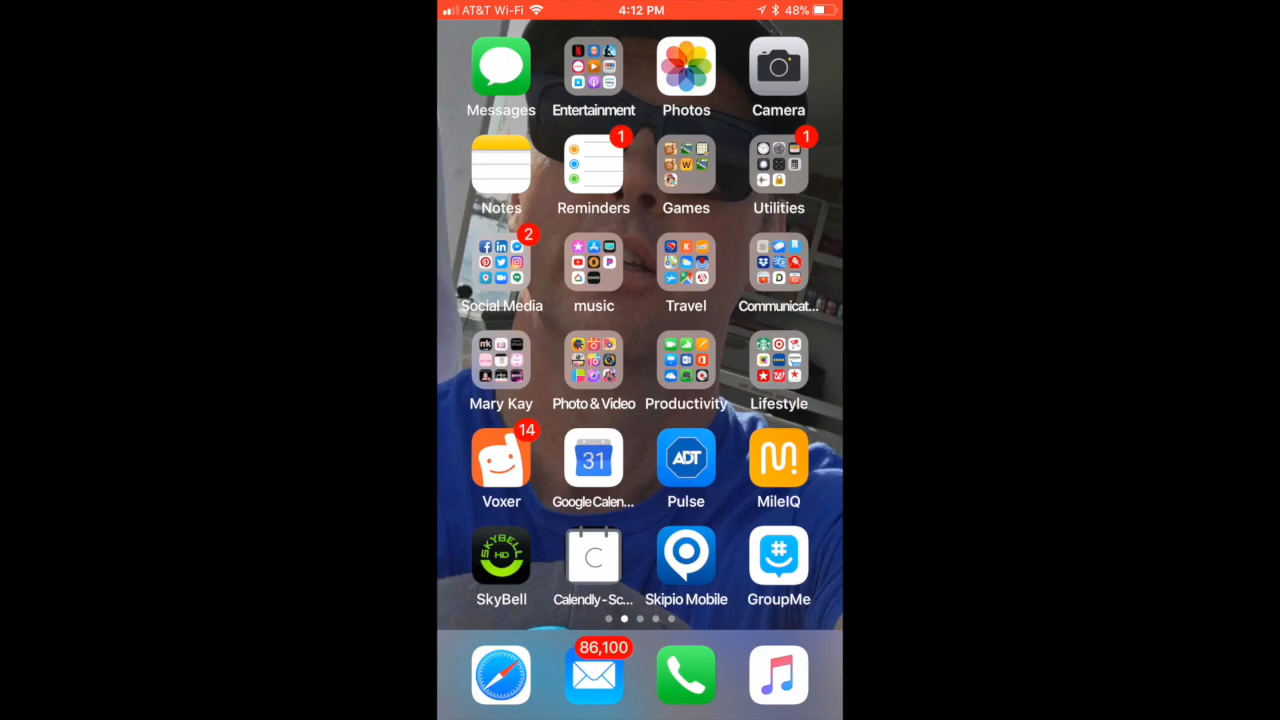 AT&T Wi-Fi 4:12 PM 48%
Messages Entertainment Photos Camera
1 1
Notes Reminders Games Utilities
2
Social Media music Travel Communicat...
Mary Kay Photo & Video Productivity Lifestyle
14
31 ADT
Voxer Google Calen... Pulse MileIQ
SKYBELL
HD C #
SkyBell Calendly - Sc... Skipio Mobile GroupMe
86,100